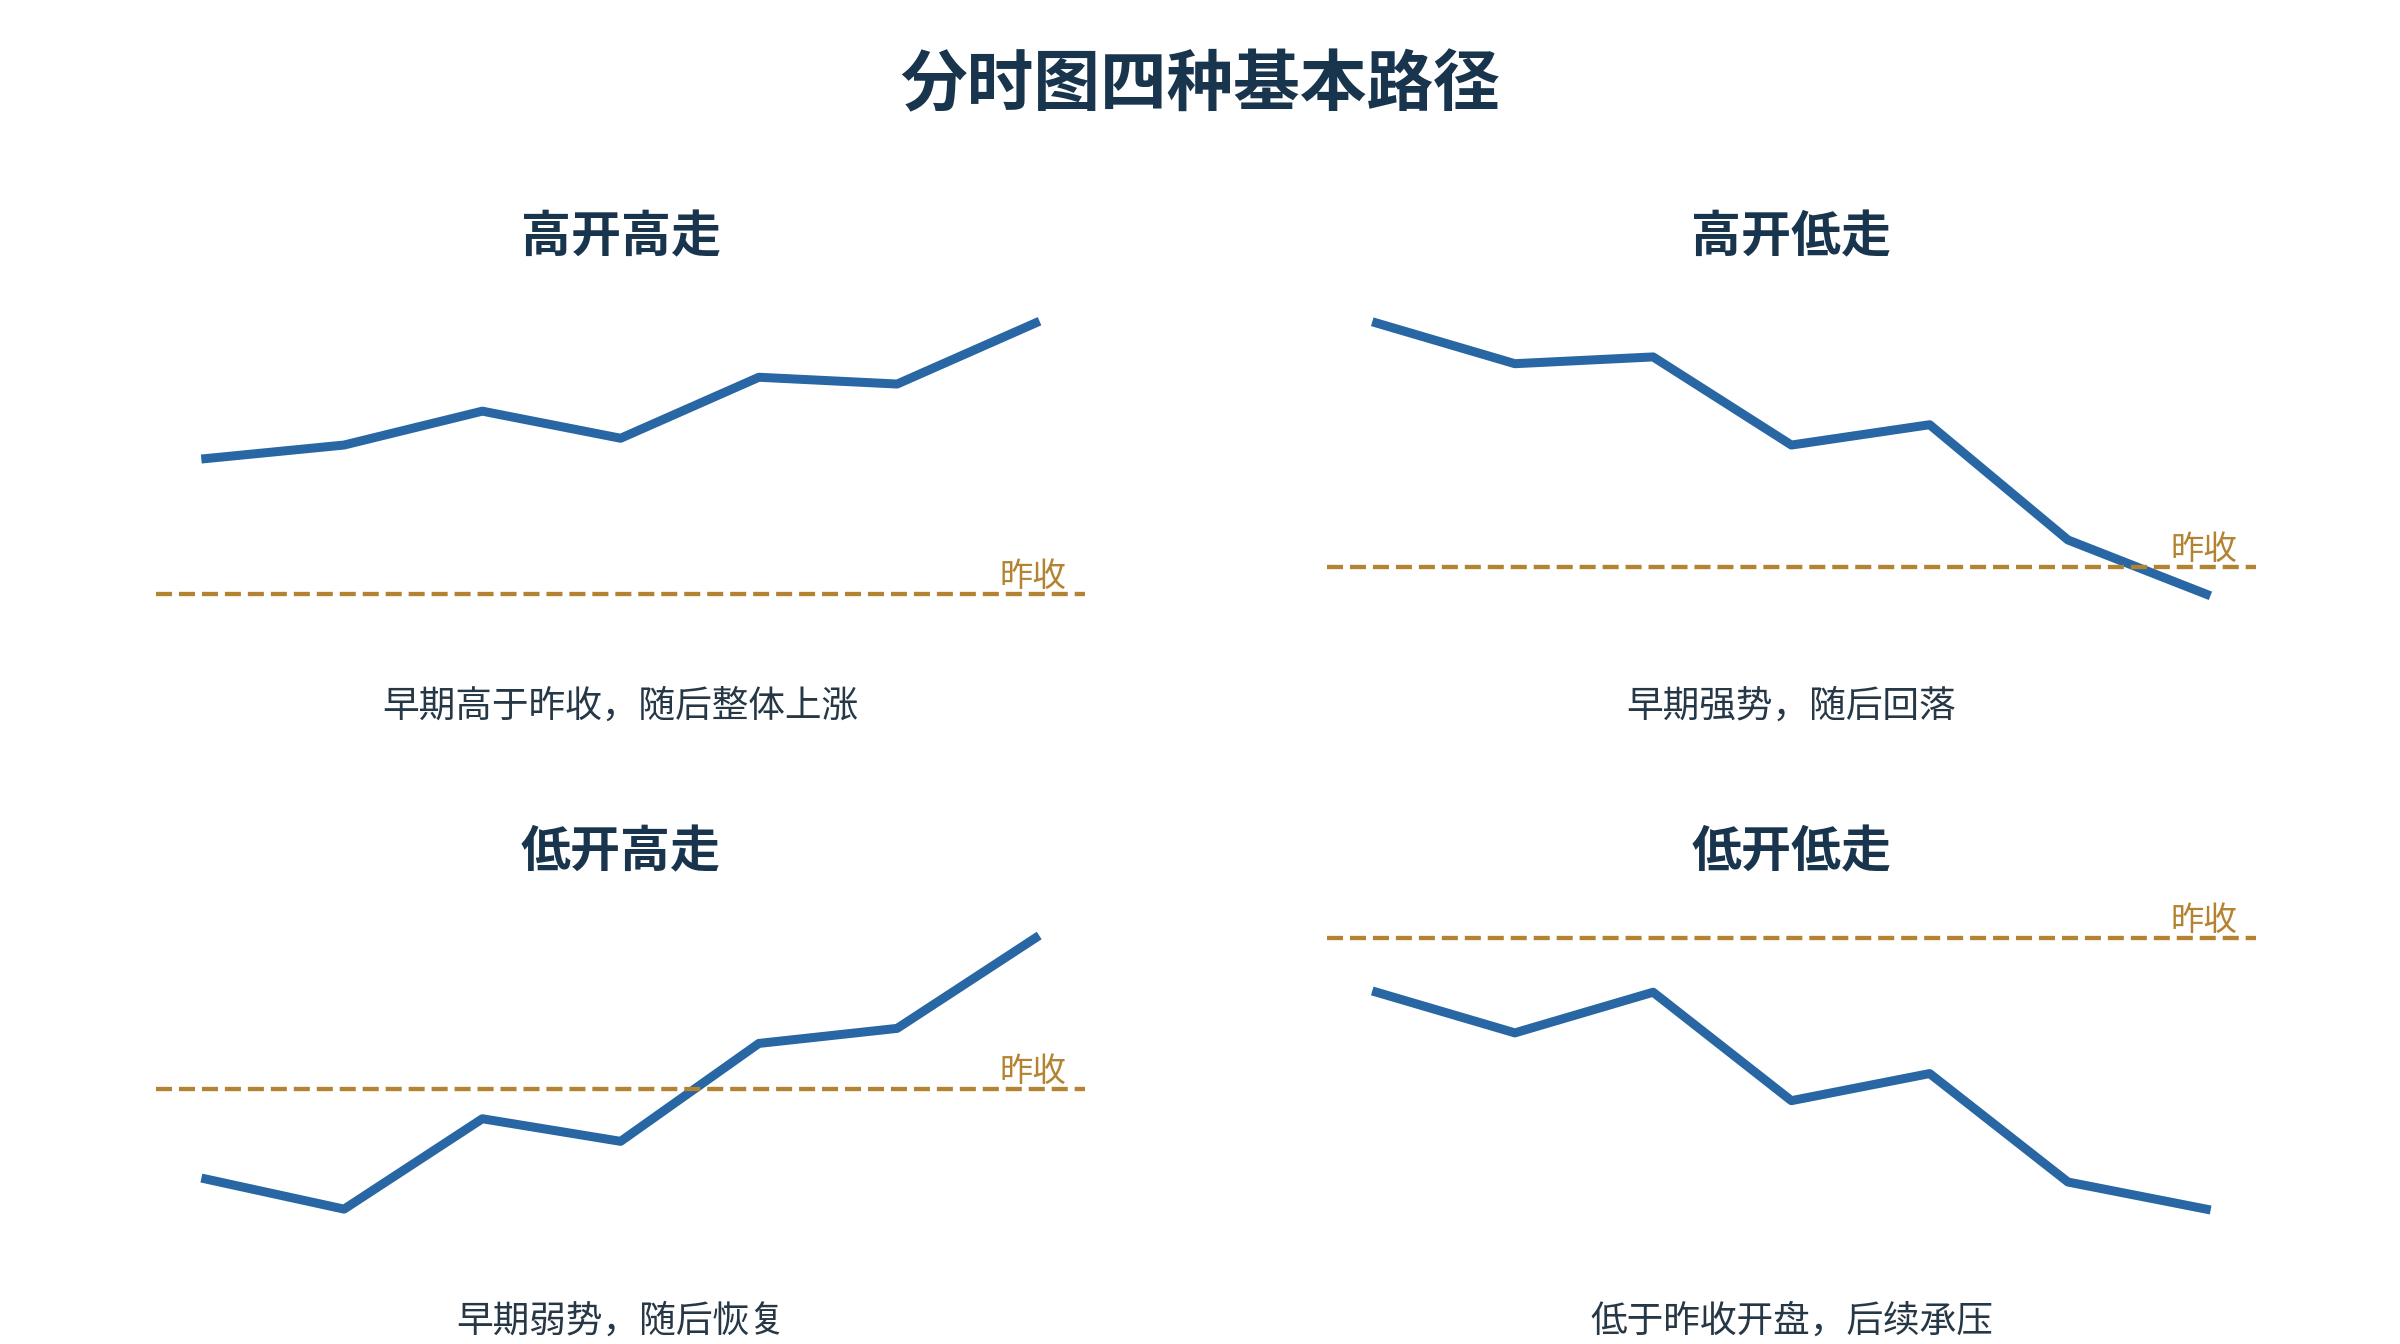 分时图四种基本路径
高开高走
昨收
早期高于昨收，随后整体上涨
高开低走
昨收
早期强势，随后回落
低开高走
昨收
早期弱势，随后恢复
低开低走
昨收
低于昨收开盘，后续承压